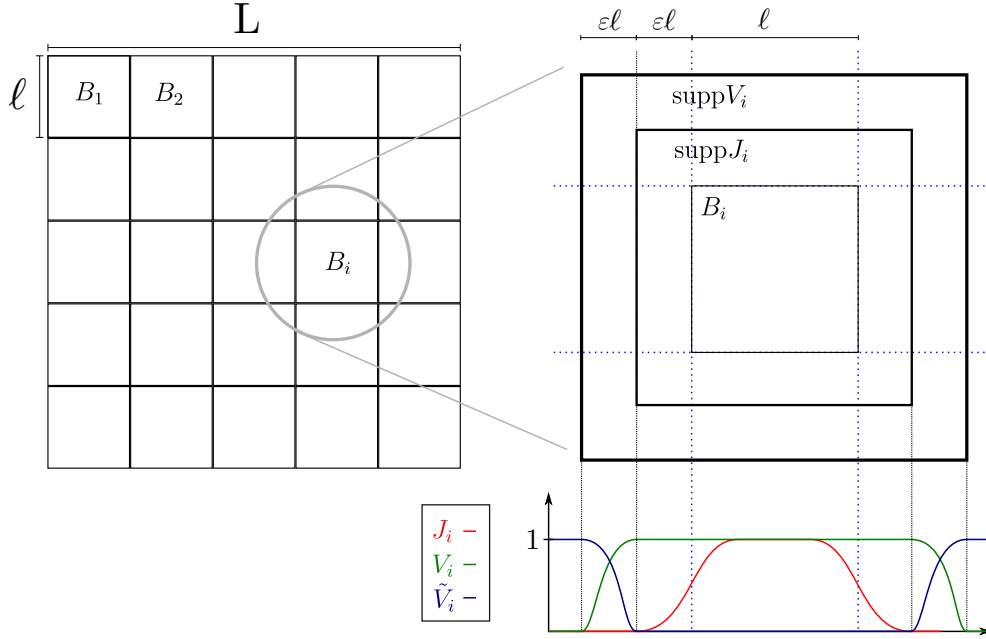 L
ℓ
B₁ B₂
Bᵢ
εℓ εℓ ℓ
suppVᵢ
suppJᵢ
Bᵢ
Jᵢ
Vᵢ
Ṽᵢ
1